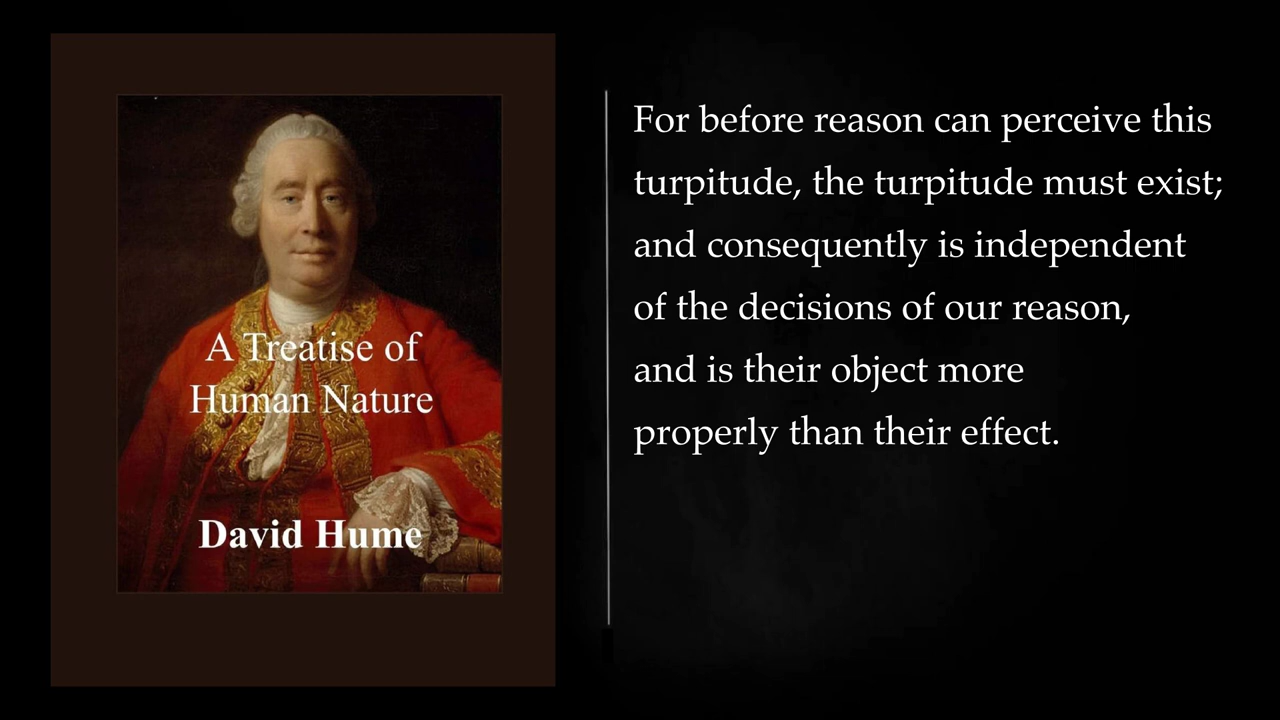 A Treatise of
Human Nature
David Hume
For before reason can perceive this
turpitude, the turpitude must exist;
and consequently is independent
of the decisions of our reason,
and is their object more
properly than their effect.